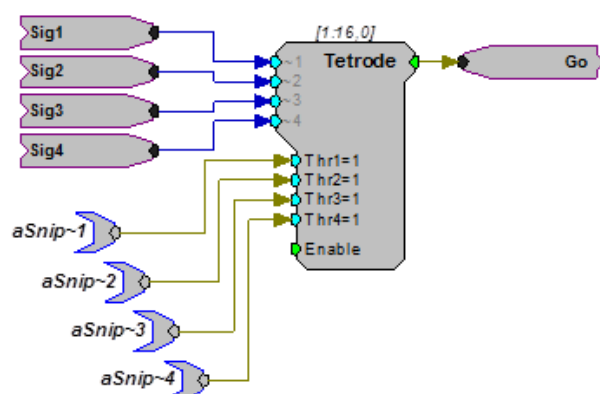 [1:16,0]
Sig1
Sig2
Sig3
Sig4
~1
~2
~3
~4
Tetrode
Go
Thr1=1
Thr2=1
Thr3=1
Thr4=1
Enable
aSnip~1
aSnip~2
aSnip~3
aSnip~4